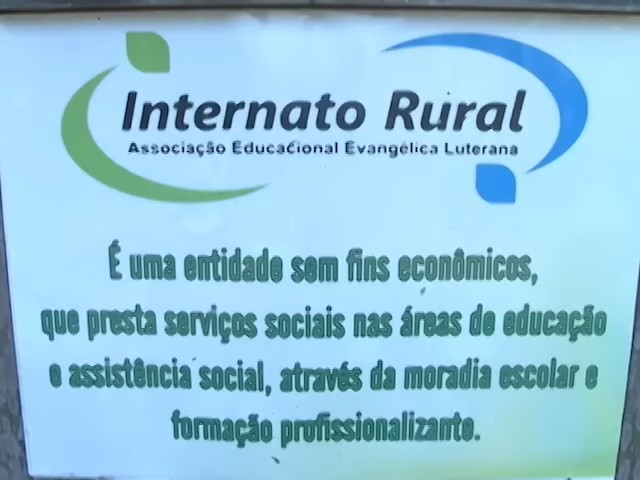 Internato Rural
Associação Educacional Evangélica Luterana
É uma entidade sem fins econômicos,
que presta serviços sociais nas áreas de educação
e assistência social, através da moradia escolar e
formação profissionalizante.